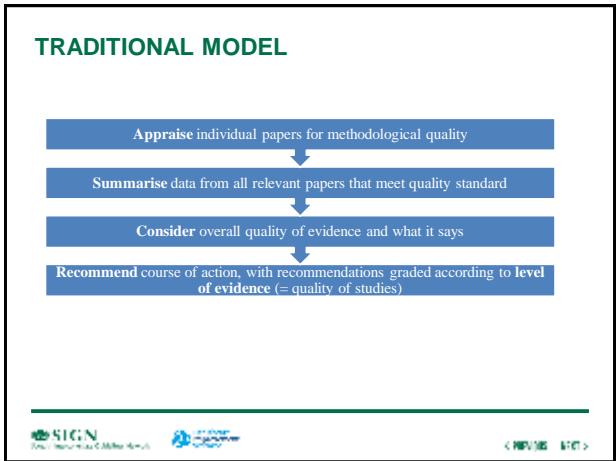 TRADITIONAL MODEL
Appraise individual papers for methodological quality
Summarise data from all relevant papers that meet quality standard
Consider overall quality of evidence and what it says
Recommend course of action, with recommendations graded according to level
of evidence (= quality of studies)
SIGN
< PREVIOUS NEXT >